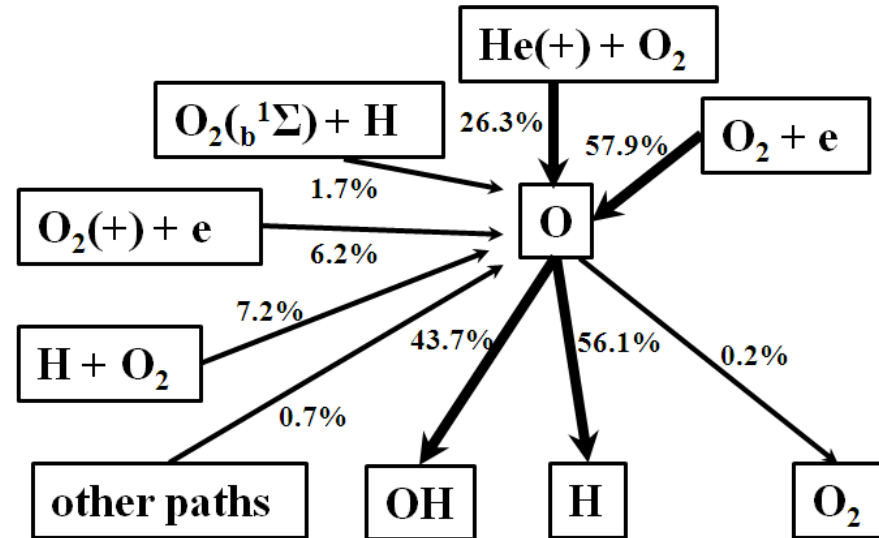 He(+) + O₂
O₂(b¹Σ) + H
26.3%
57.9%
O₂ + e
1.7%
O₂(+) + e
O
6.2%
7.2%
H + O₂
43.7%
56.1%
0.2%
0.7%
other paths
OH
H
O₂